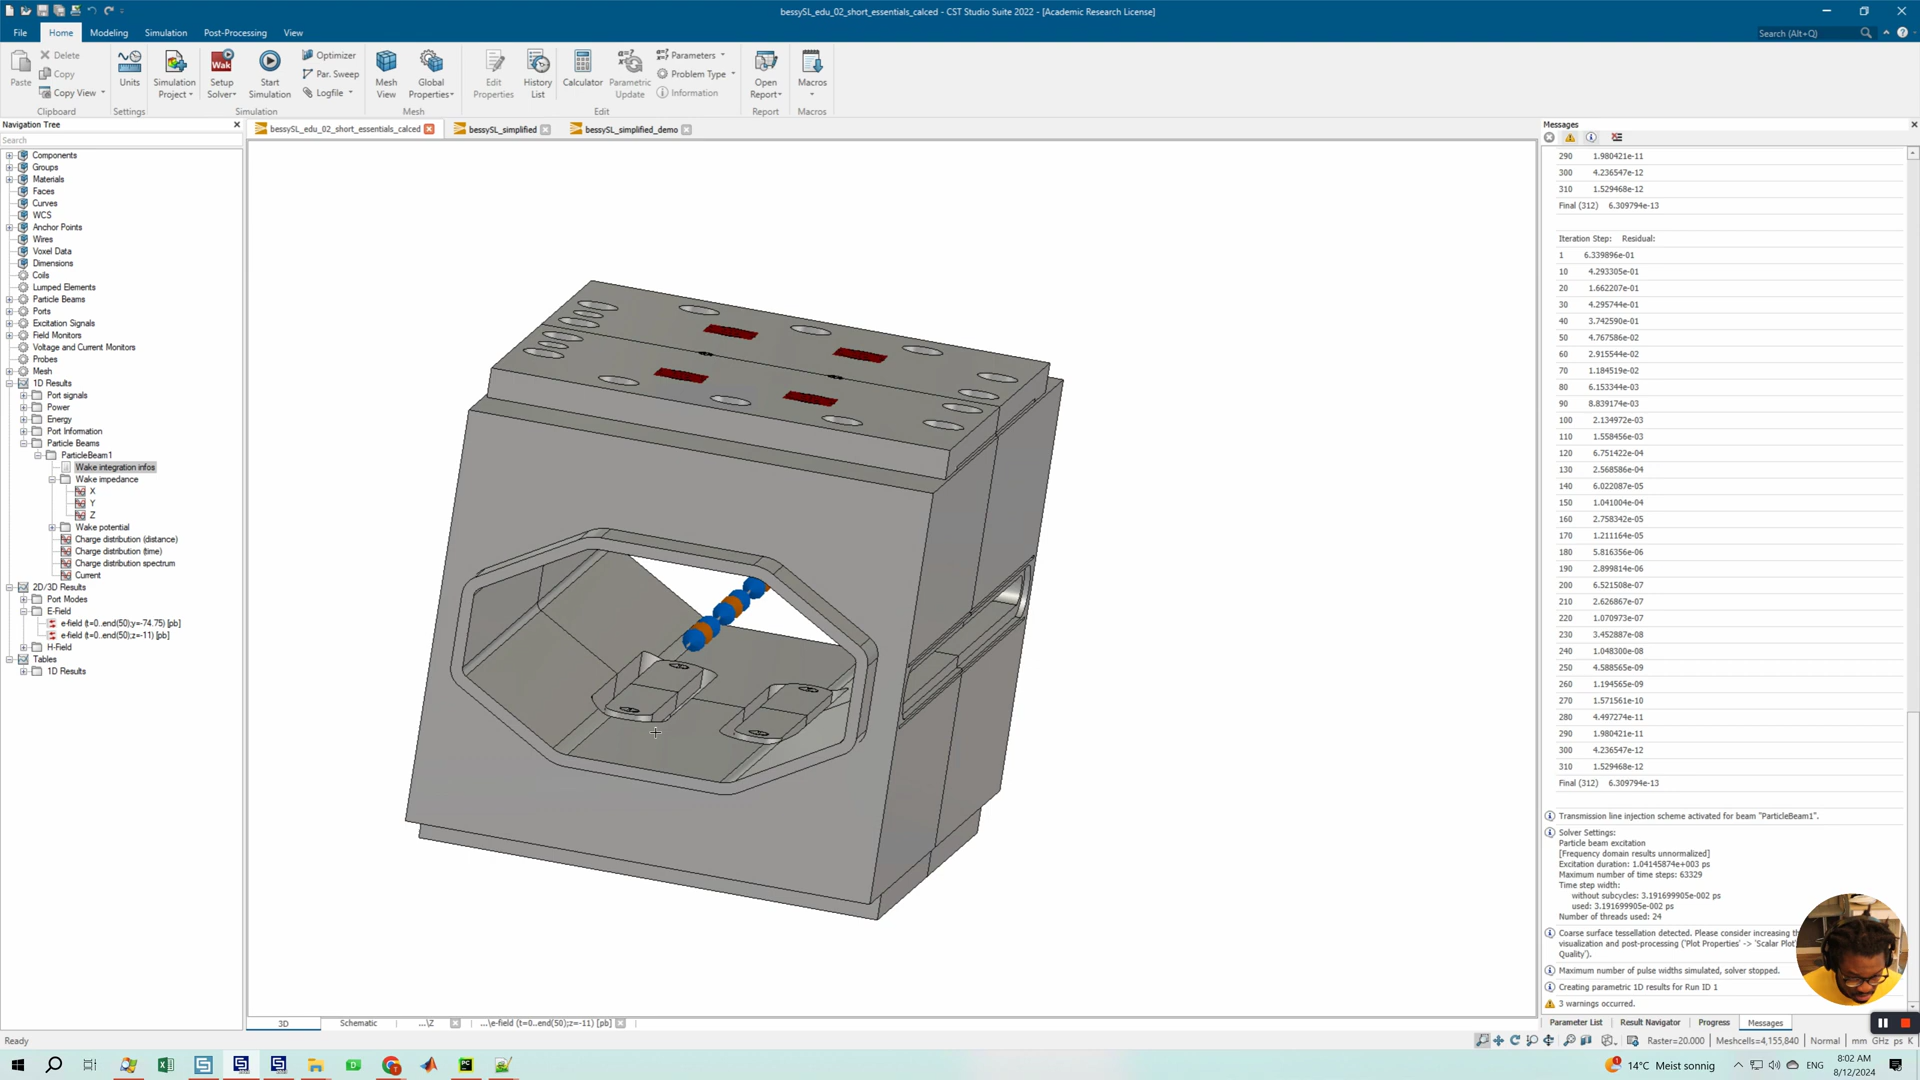 bessySL_edu_02_short_essentials_calced - CST Studio Suite 2022 - [Academic Research License]
File Home Modeling Simulation Post-Processing View
Search (Alt+Q)
Paste
Delete
Copy
Copy View
Clipboard
Units
Settings
Simulation Project
Wak
Setup Solver
Start Simulation
Optimizer
Par. Sweep
Logfile
Simulation
Mesh View
Global Properties
Mesh
Edit Properties
History List
Calculator
Parametric Update
Parameters
Problem Type
Information
Edit
Open Report
Report
Macros
Macros
Navigation Tree
Search
Components
Groups
Materials
Faces
Curves
WCS
Anchor Points
Wires
Voxel Data
Dimensions
Coils
Lumped Elements
Particle Beams
Ports
Excitation Signals
Field Monitors
Voltage and Current Monitors
Probes
Mesh
1D Results
Port signals
Power
Energy
Port Information
Particle Beams
ParticleBeam1
Wake integration infos
Wake impedance
X
Y
Z
Wake potential
Charge distribution (distance)
Charge distribution (time)
Charge distribution spectrum
Current
2D/3D Results
Port Modes
E-Field
e-field (t=0..end(50);y=-74.75) [pb]
e-field (t=0..end(50);z=-11) [pb]
H-Field
Tables
1D Results
bessySL_edu_02_short_essentials_calced bessySL_simplified bessySL_simplified_demo
3D Schematic ...\Z ...\e-field (t=0..end(50);z=-11) [pb]
Messages
290 1.980421e-11
300 4.236547e-12
310 1.529468e-12
Final (312) 6.309794e-13
Iteration Step: Residual:
1 6.339896e-01
10 4.293305e-01
20 1.662207e-01
30 4.295744e-01
40 3.742590e-01
50 4.767586e-02
60 2.915544e-02
70 1.184519e-02
80 6.153344e-03
90 8.839174e-03
100 2.134972e-03
110 1.558456e-03
120 6.751422e-04
130 2.568586e-04
140 6.022087e-05
150 1.041004e-04
160 2.758342e-05
170 1.211164e-05
180 5.816356e-06
190 2.899814e-06
200 6.521508e-07
210 2.626867e-07
220 1.070973e-07
230 3.452887e-08
240 1.048300e-08
250 4.588565e-09
260 1.194565e-09
270 1.571561e-10
280 4.497274e-11
290 1.980421e-11
300 4.236547e-12
310 1.529468e-12
Final (312) 6.309794e-13
Transmission line injection scheme activated for beam "ParticleBeam1".
Solver Settings:
Particle beam excitation
[Frequency domain results unnormalized]
Excitation duration: 1.04145874e+003 ps
Maximum number of time steps: 63329
Time step width:
without subcycles: 3.191699905e-002 ps
used: 3.191699905e-002 ps
Number of threads used: 24
Coarse surface tessellation detected. Please consider increasing th
visualization and post-processing ('Plot Properties' -> 'Scalar Plot
Quality').
Maximum number of pulse widths simulated, solver stopped.
Creating parametric 1D results for Run ID 1
3 warnings occurred.
Parameter List Result Navigator Progress Messages
Ready
Raster=20.000 Meshcells=4,155,840 Normal mm GHz ps K
14°C Meist sonnig
ENG
8:02 AM
8/12/2024